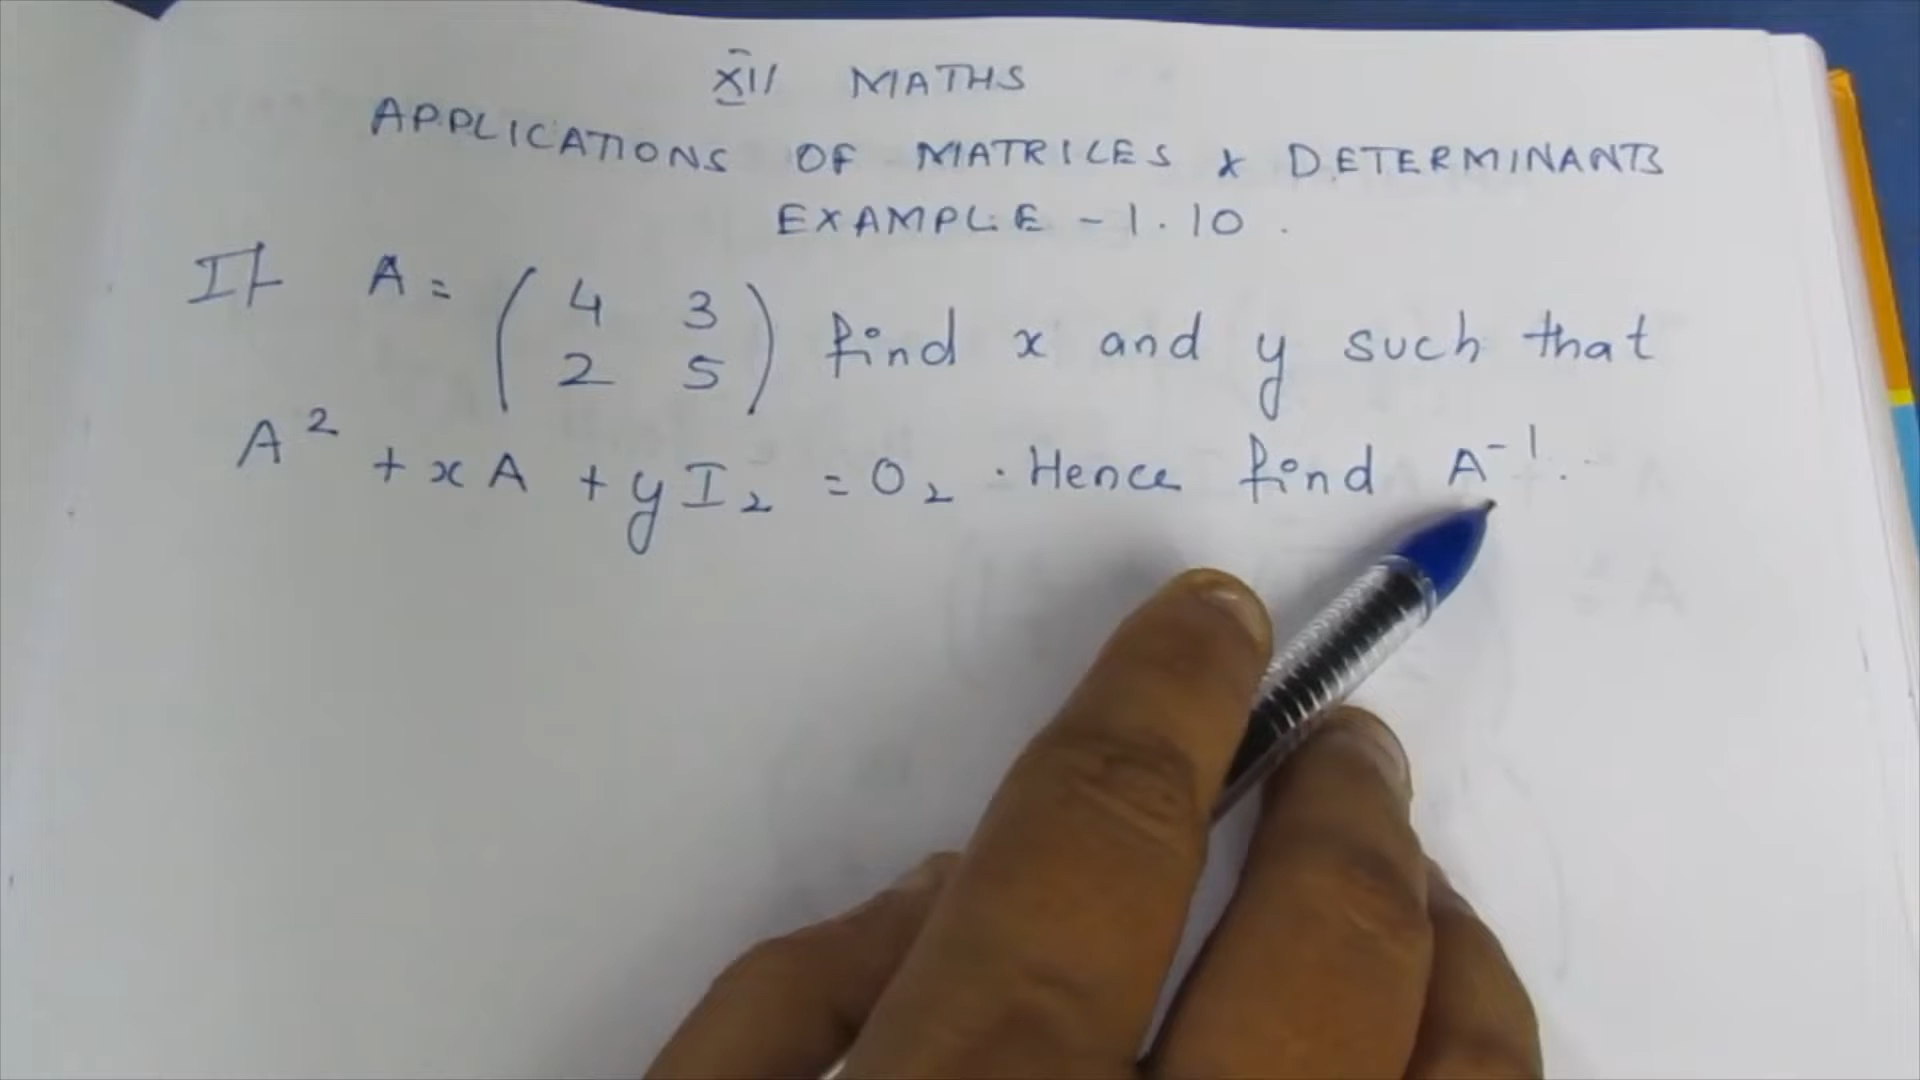 XII MATHS
APPLICATIONS OF MATRICES & DETERMINANTS
EXAMPLE - 1.10.
If A = ( 4 3
2 5 ) find x and y such that
A² + xA + yI₂ = O₂. Hence find A⁻¹.